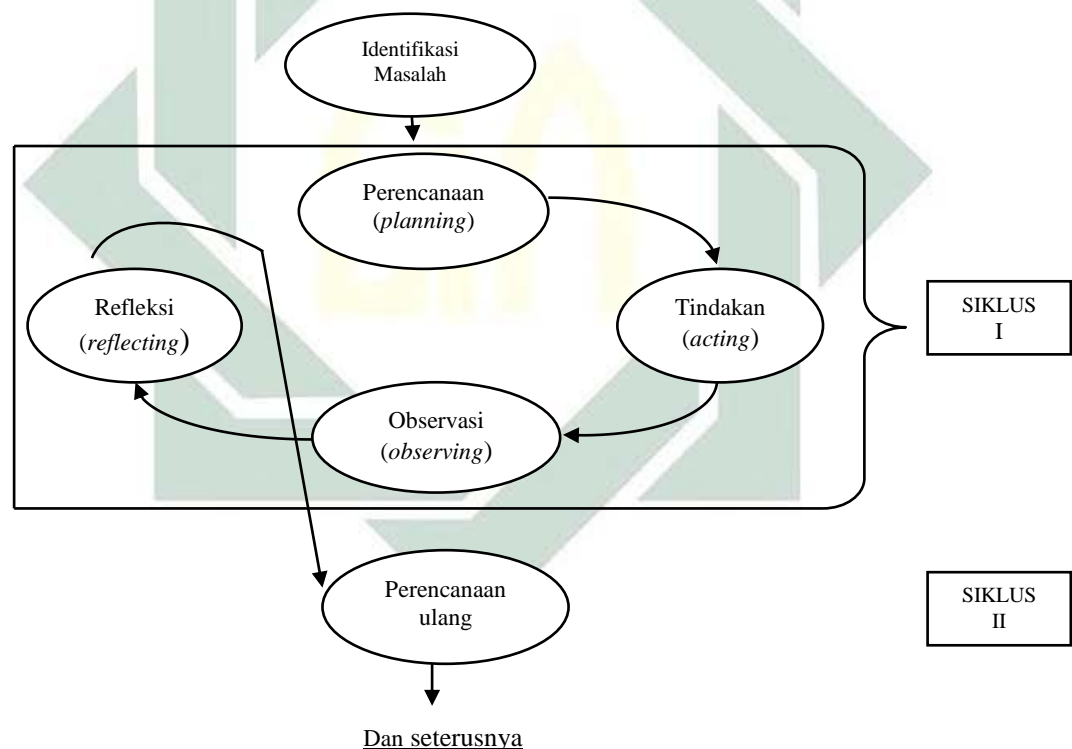 Identifikasi
Masalah
Perencanaan
(planning)
Refleksi
(reflecting)
Tindakan
(acting)
SIKLUS
I
Observasi
(observing)
Perencanaan
ulang
SIKLUS
II
Dan seterusnya